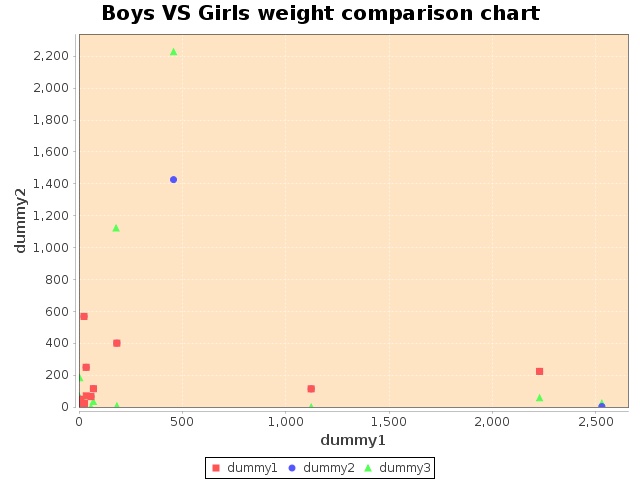 Boys VS Girls weight comparison chart
2,200
2,000
1,800
1,600
1,400
1,200
1,000
800
600
400
200
0
dummy2
0 500 1,000 1,500 2,000 2,500
dummy1
dummy1 dummy2 dummy3